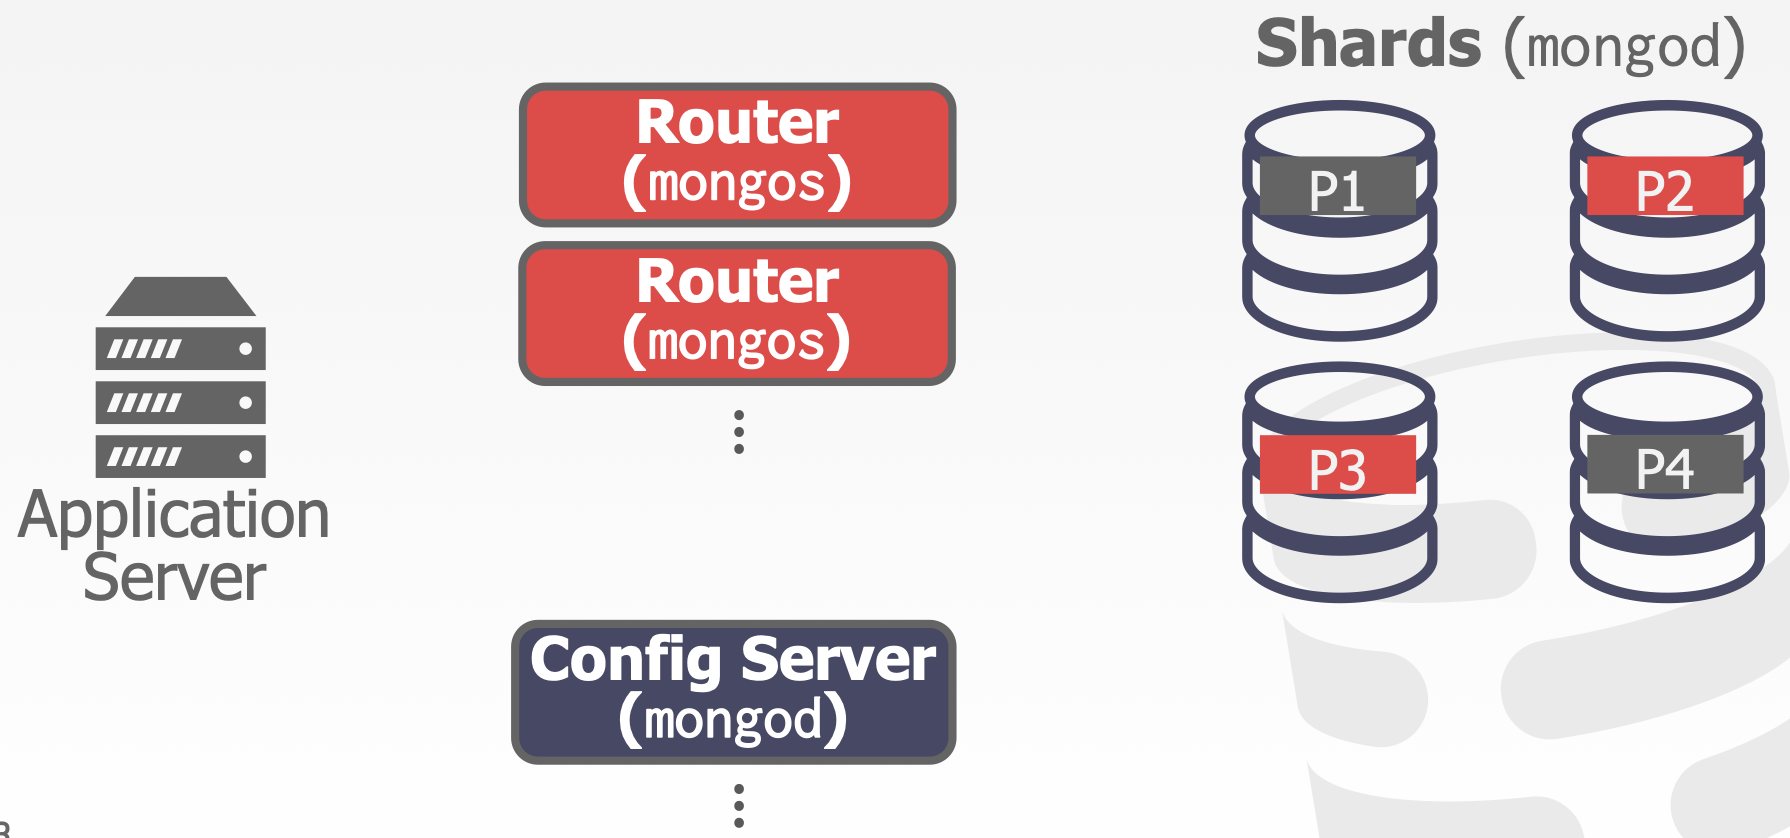 Shards (mongod)
Router
(mongos)
P1
P2
Router
(mongos)
P3
P4
Application
Server
Config Server
(mongod)